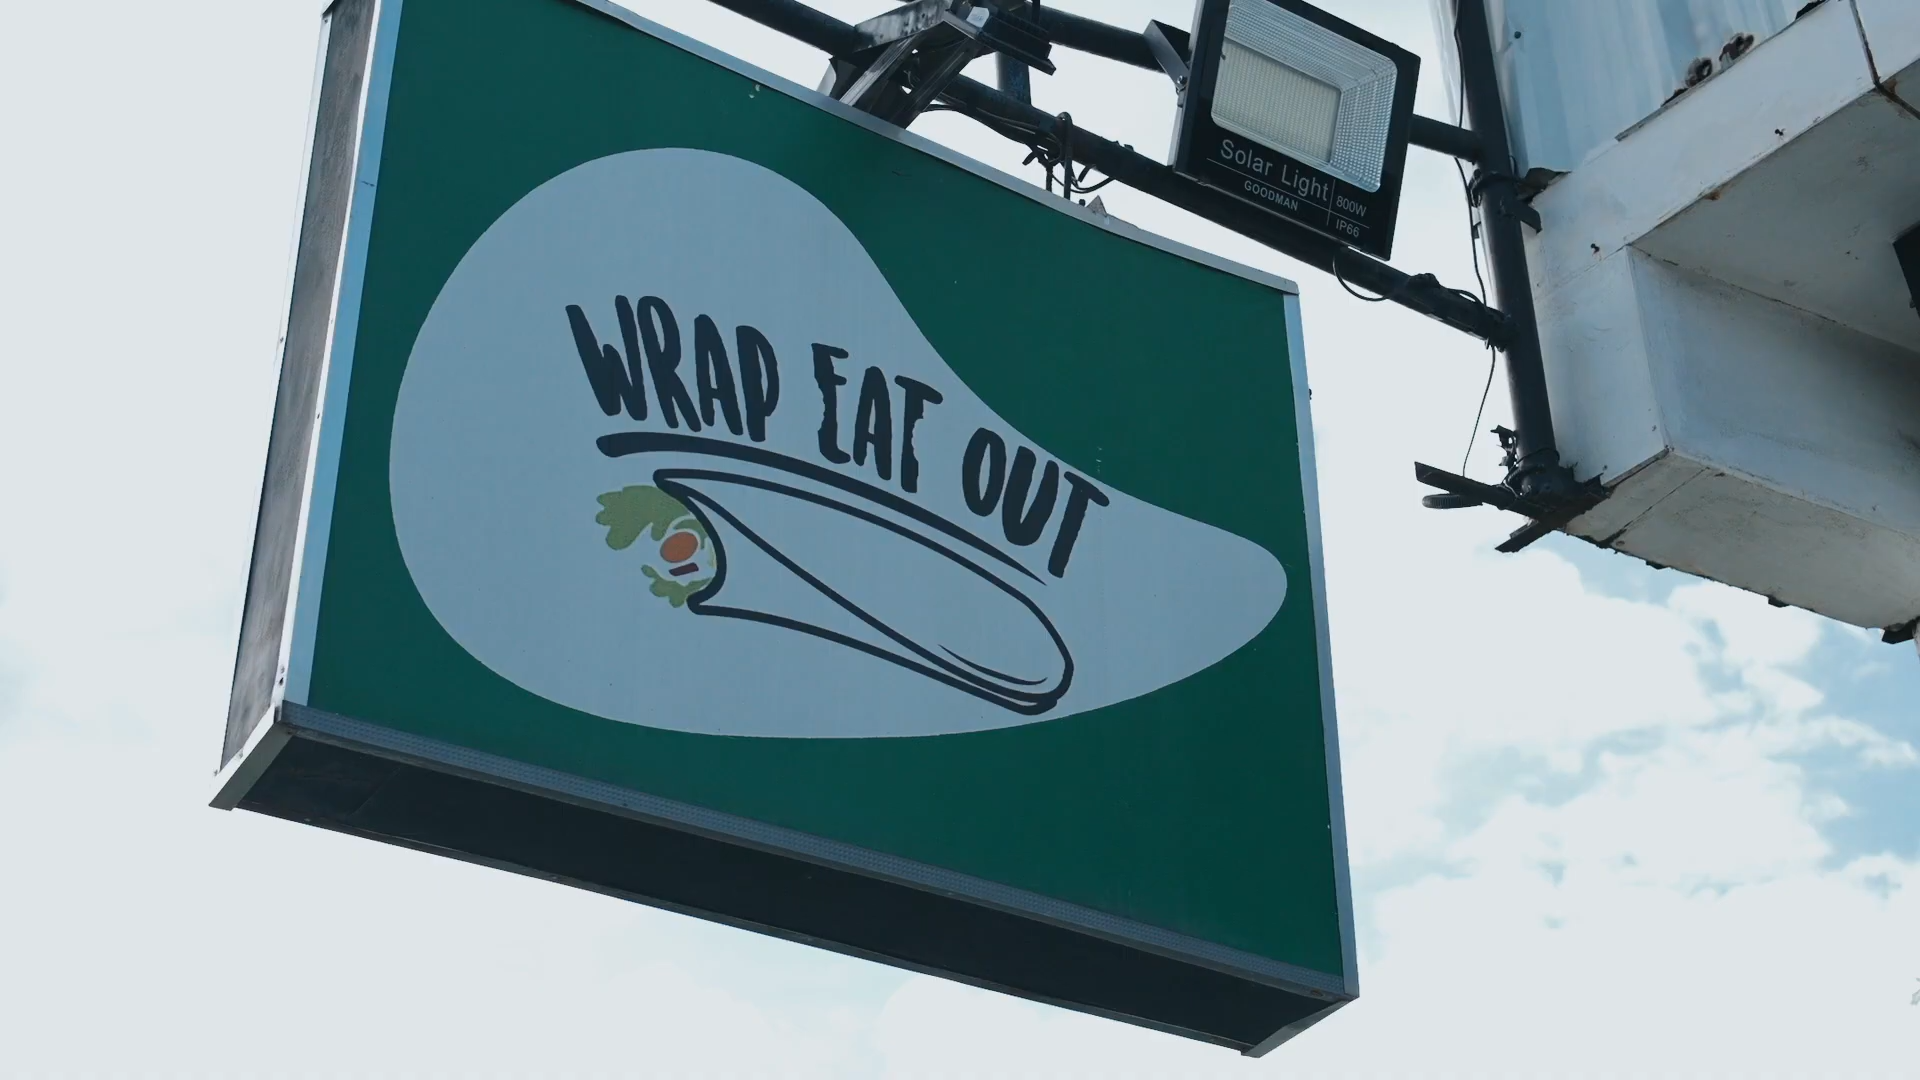 Solar Light
GOODMAN
800W
IP66
WRAP EAT OUT